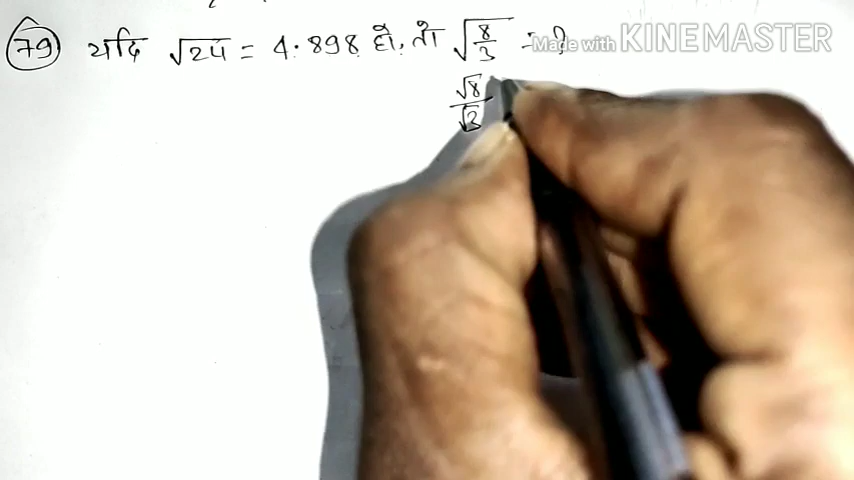 79 यदि √24 = 4.898 हो, तो √8/3 = ?
Made with KINEMASTER
√8/√3